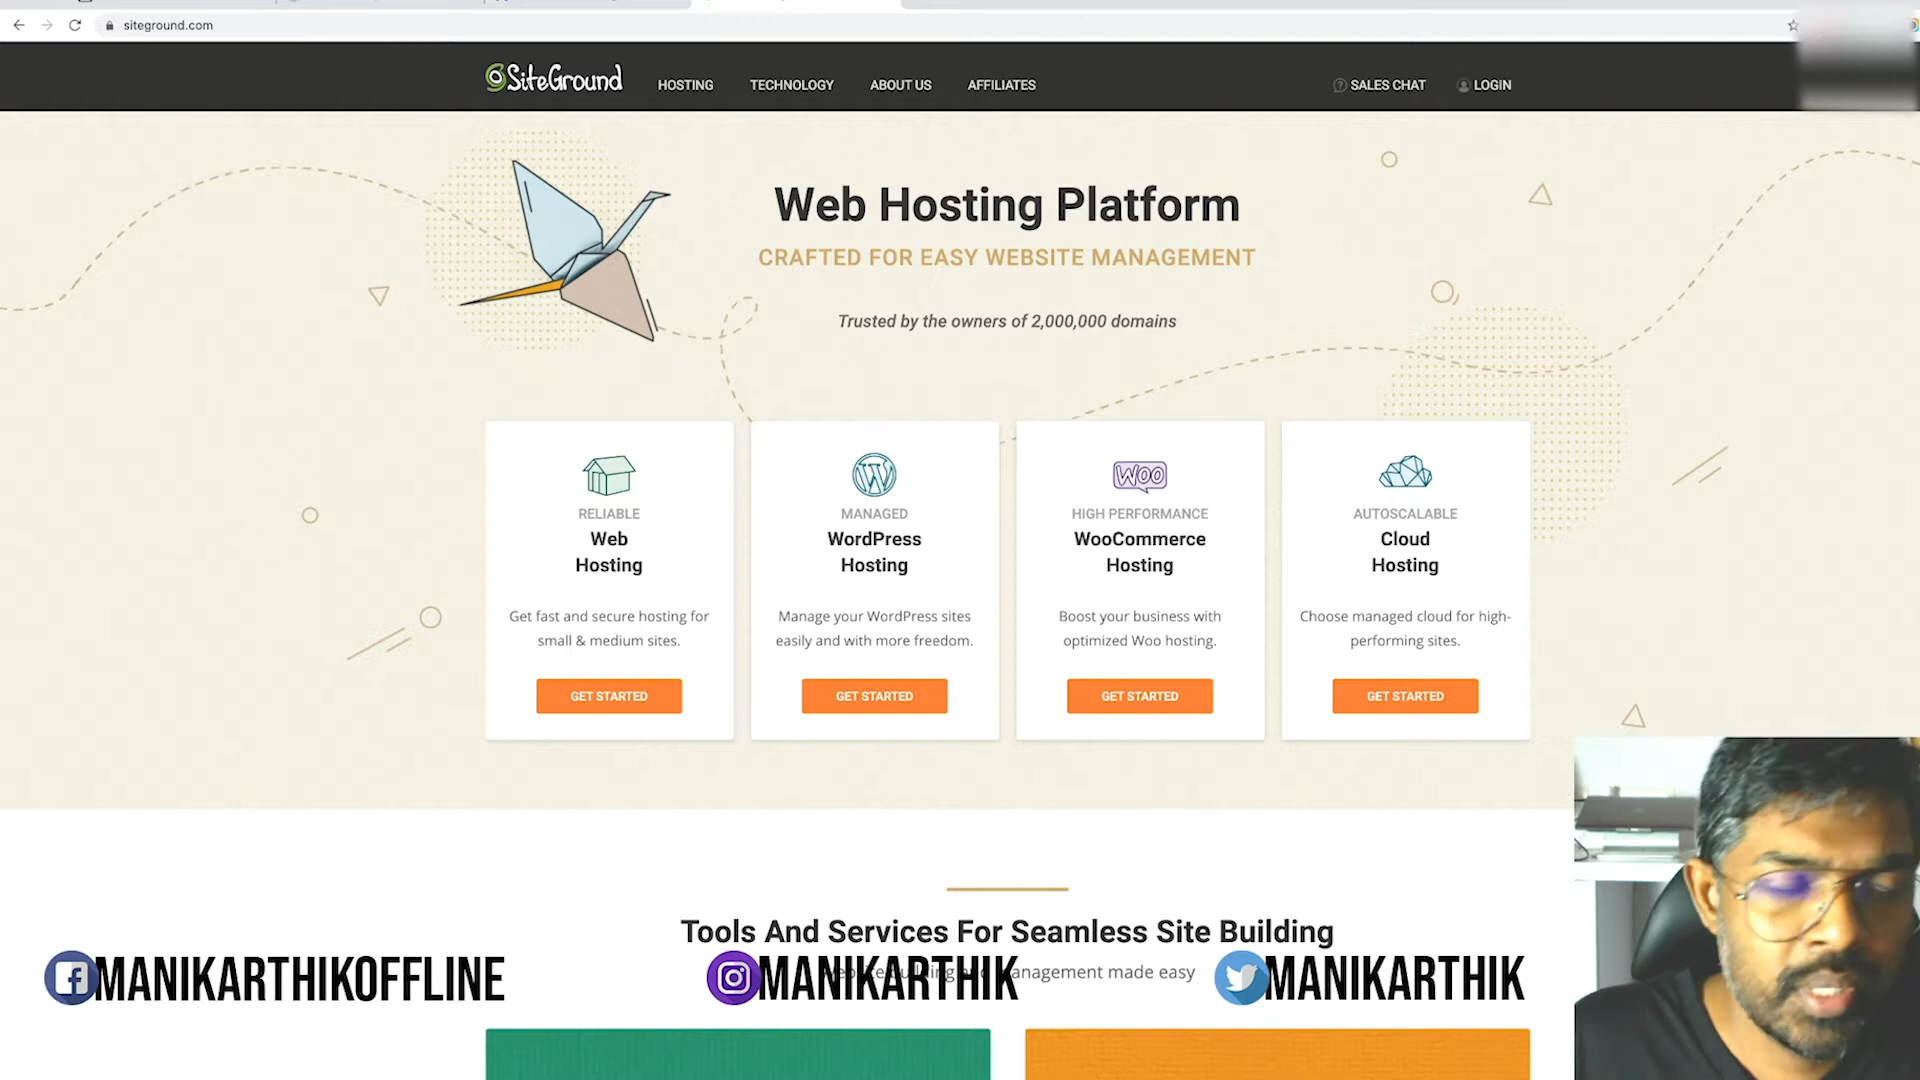 siteground.com
SiteGround
HOSTING
TECHNOLOGY
ABOUT US
AFFILIATES
SALES CHAT
LOGIN
Web Hosting Platform
CRAFTED FOR EASY WEBSITE MANAGEMENT
Trusted by the owners of 2,000,000 domains
RELIABLE
Web
Hosting
Get fast and secure hosting for
small & medium sites.
GET STARTED
MANAGED
WordPress
Hosting
Manage your WordPress sites
easily and with more freedom.
GET STARTED
WOO
HIGH PERFORMANCE
WooCommerce
Hosting
Boost your business with
optimized Woo hosting.
GET STARTED
AUTOSCALABLE
Cloud
Hosting
Choose managed cloud for high-
performing sites.
GET STARTED
Tools And Services For Seamless Site Building
management made easy
MANIKARTHIKOFFLINE
MANIKARTHIK
MANIKARTHIK